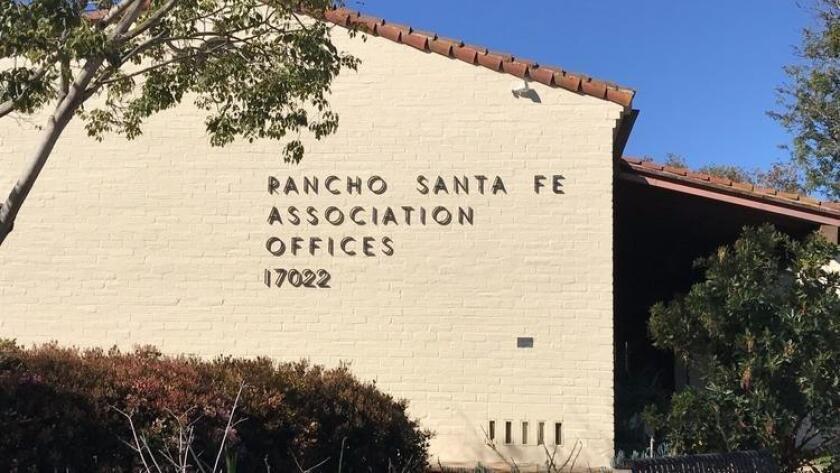 RANCHO SANTA FE
ASSOCIATION
OFFICES
17022